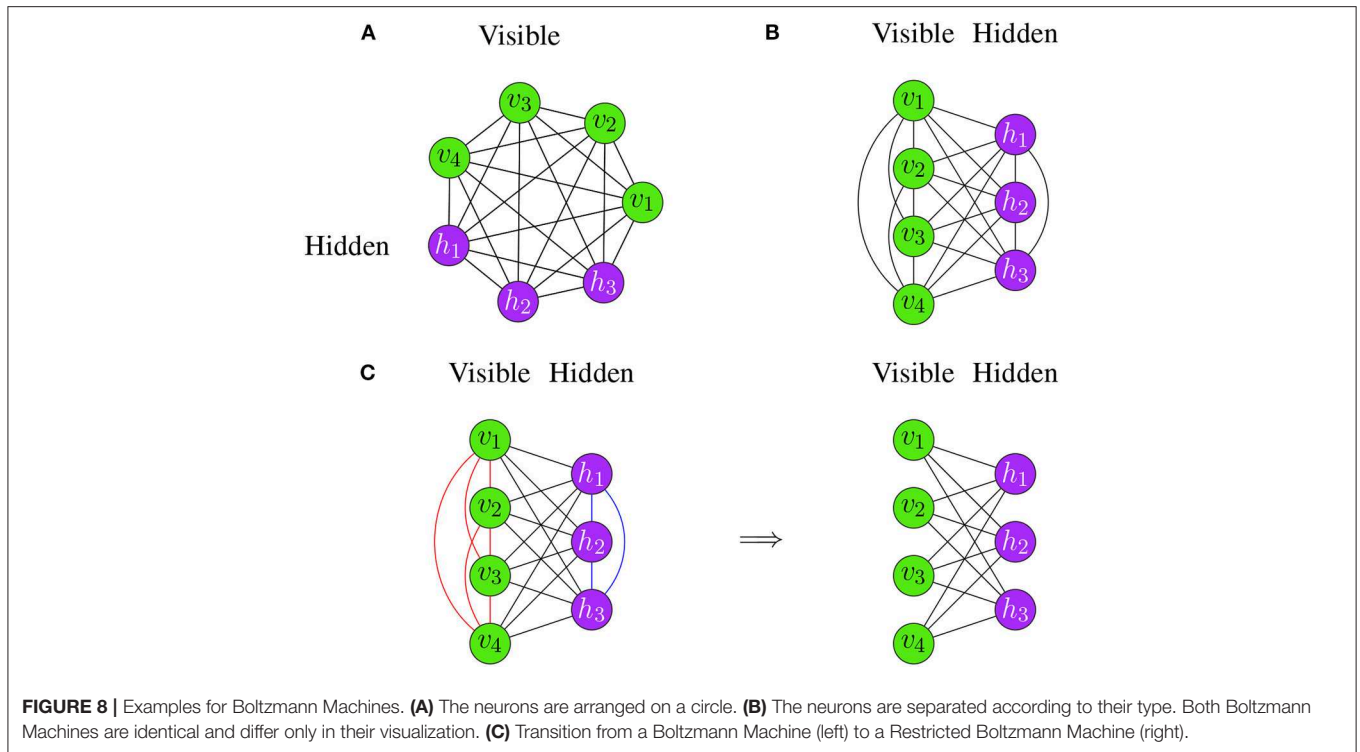 A
Visible
v3
v2
v4
v1
Hidden
h1
h3
h2
B
Visible Hidden
v1
h1
v2
h2
v3
h3
v4
C
Visible Hidden
v1
h1
v2
h2
v3
h3
v4
⟹
Visible Hidden
v1
h1
v2
h2
v3
h3
v4
FIGURE 8 | Examples for Boltzmann Machines. (A) The neurons are arranged on a circle. (B) The neurons are separated according to their type. Both Boltzmann
Machines are identical and differ only in their visualization. (C) Transition from a Boltzmann Machine (left) to a Restricted Boltzmann Machine (right).